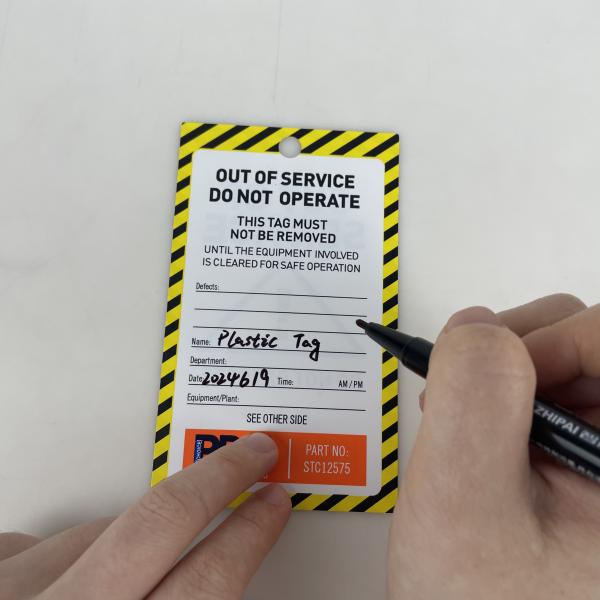 OUT OF SERVICE
DO NOT OPERATE
THIS TAG MUST
NOT BE REMOVED
UNTIL THE EQUIPMENT INVOLVED
IS CLEARED FOR SAFE OPERATION
Defects:
Name: Plastic Tag
Department:
Date: 2024619 Time: AM / PM
Equipment/Plant:
SEE OTHER SIDE
PART NO:
STC12575
ZHIPAI